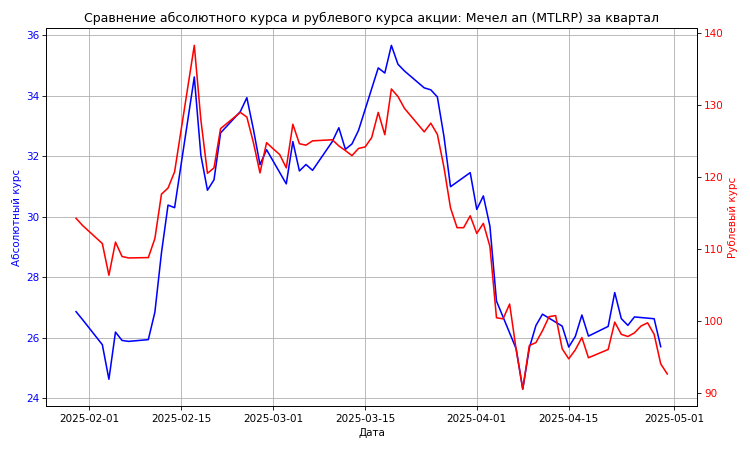 Сравнение абсолютного курса и рублевого курса акции: Мечел ап (MTLRP) за квартал
Абсолютный курс
36
34
32
30
28
26
24
140
130
120
110
100
90
Рублевый курс
2025-02-01 2025-02-15 2025-03-01 2025-03-15 2025-04-01 2025-04-15 2025-05-01
Дата